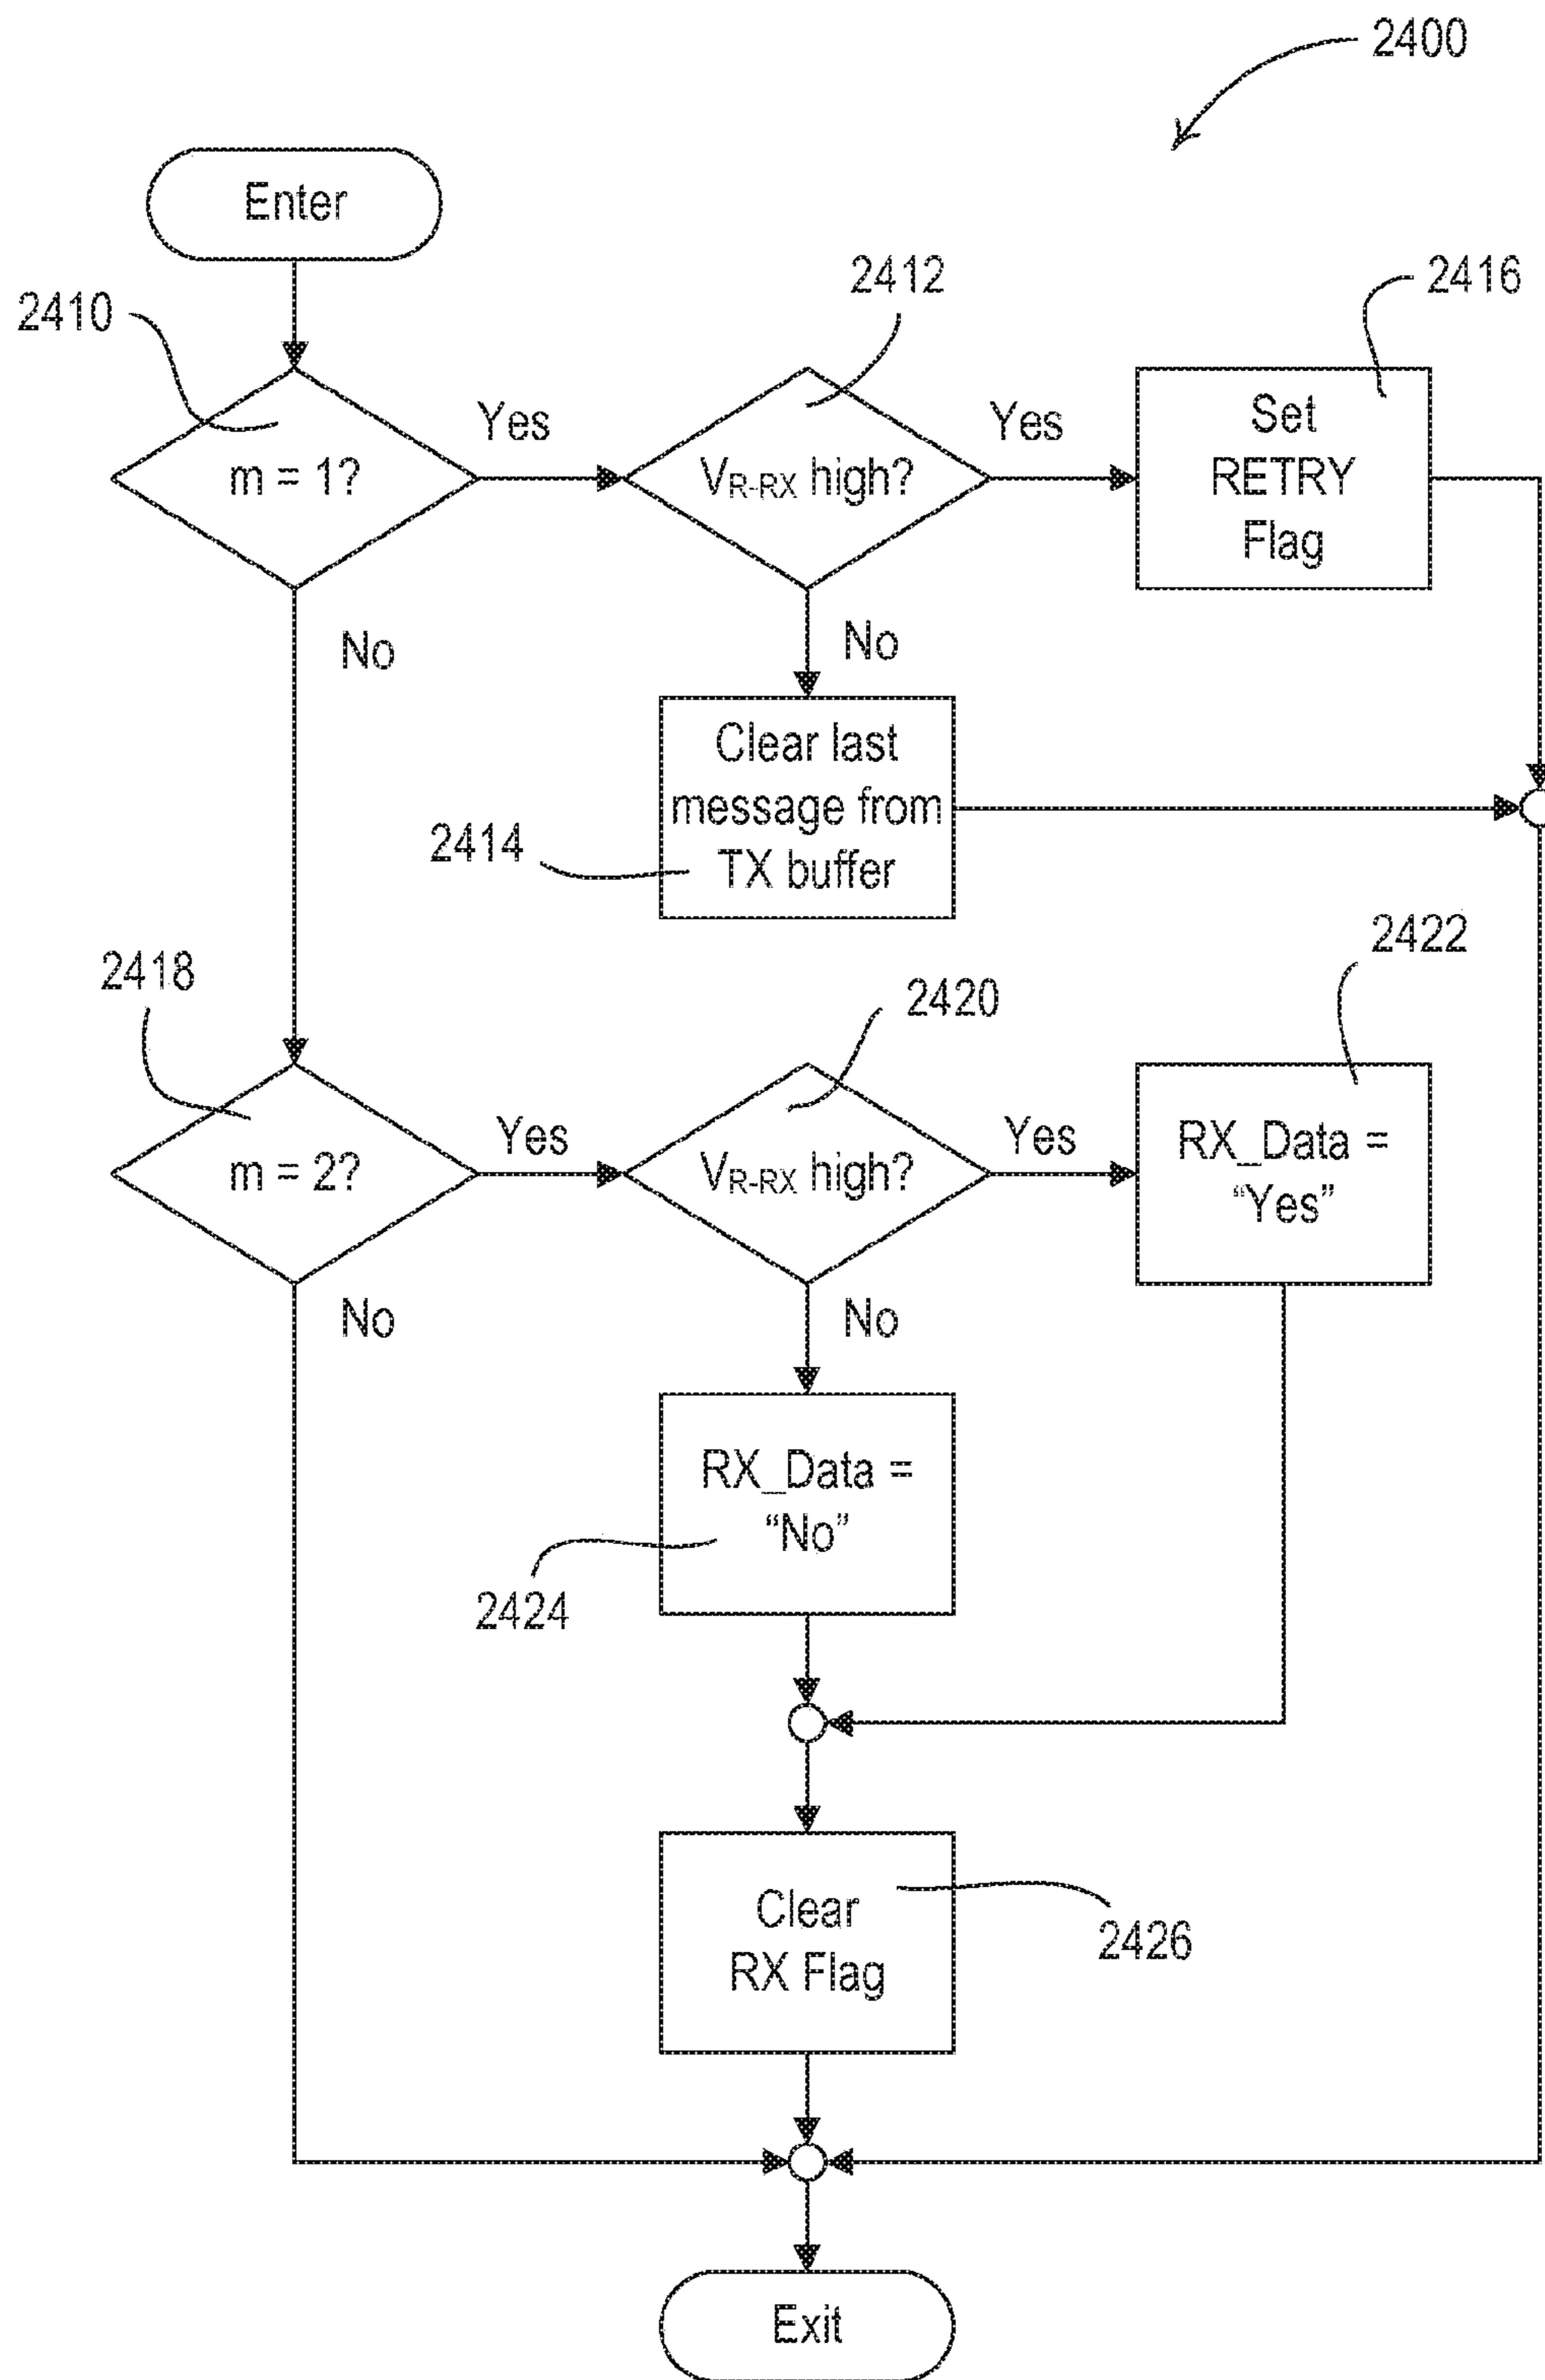 2400
Enter
2410
2412
2416
m = 1?
Yes
VR-RX high?
Yes
Set
RETRY
Flag
No
No
Clear last
message from
TX buffer
2414
2418
2420
2422
m = 2?
Yes
VR-RX high?
Yes
RX_Data =
“Yes”
No
No
RX_Data =
“No”
2424
Clear
RX Flag
2426
Exit